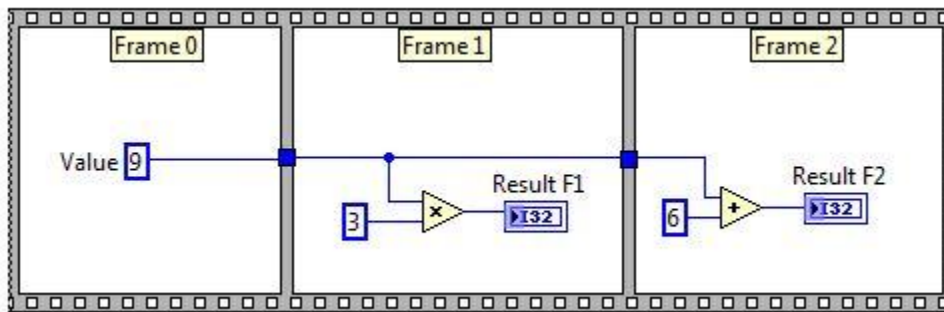 Frame 0
Frame 1
Frame 2
Value 9
3
×
Result F1
I32
6
+
Result F2
I32